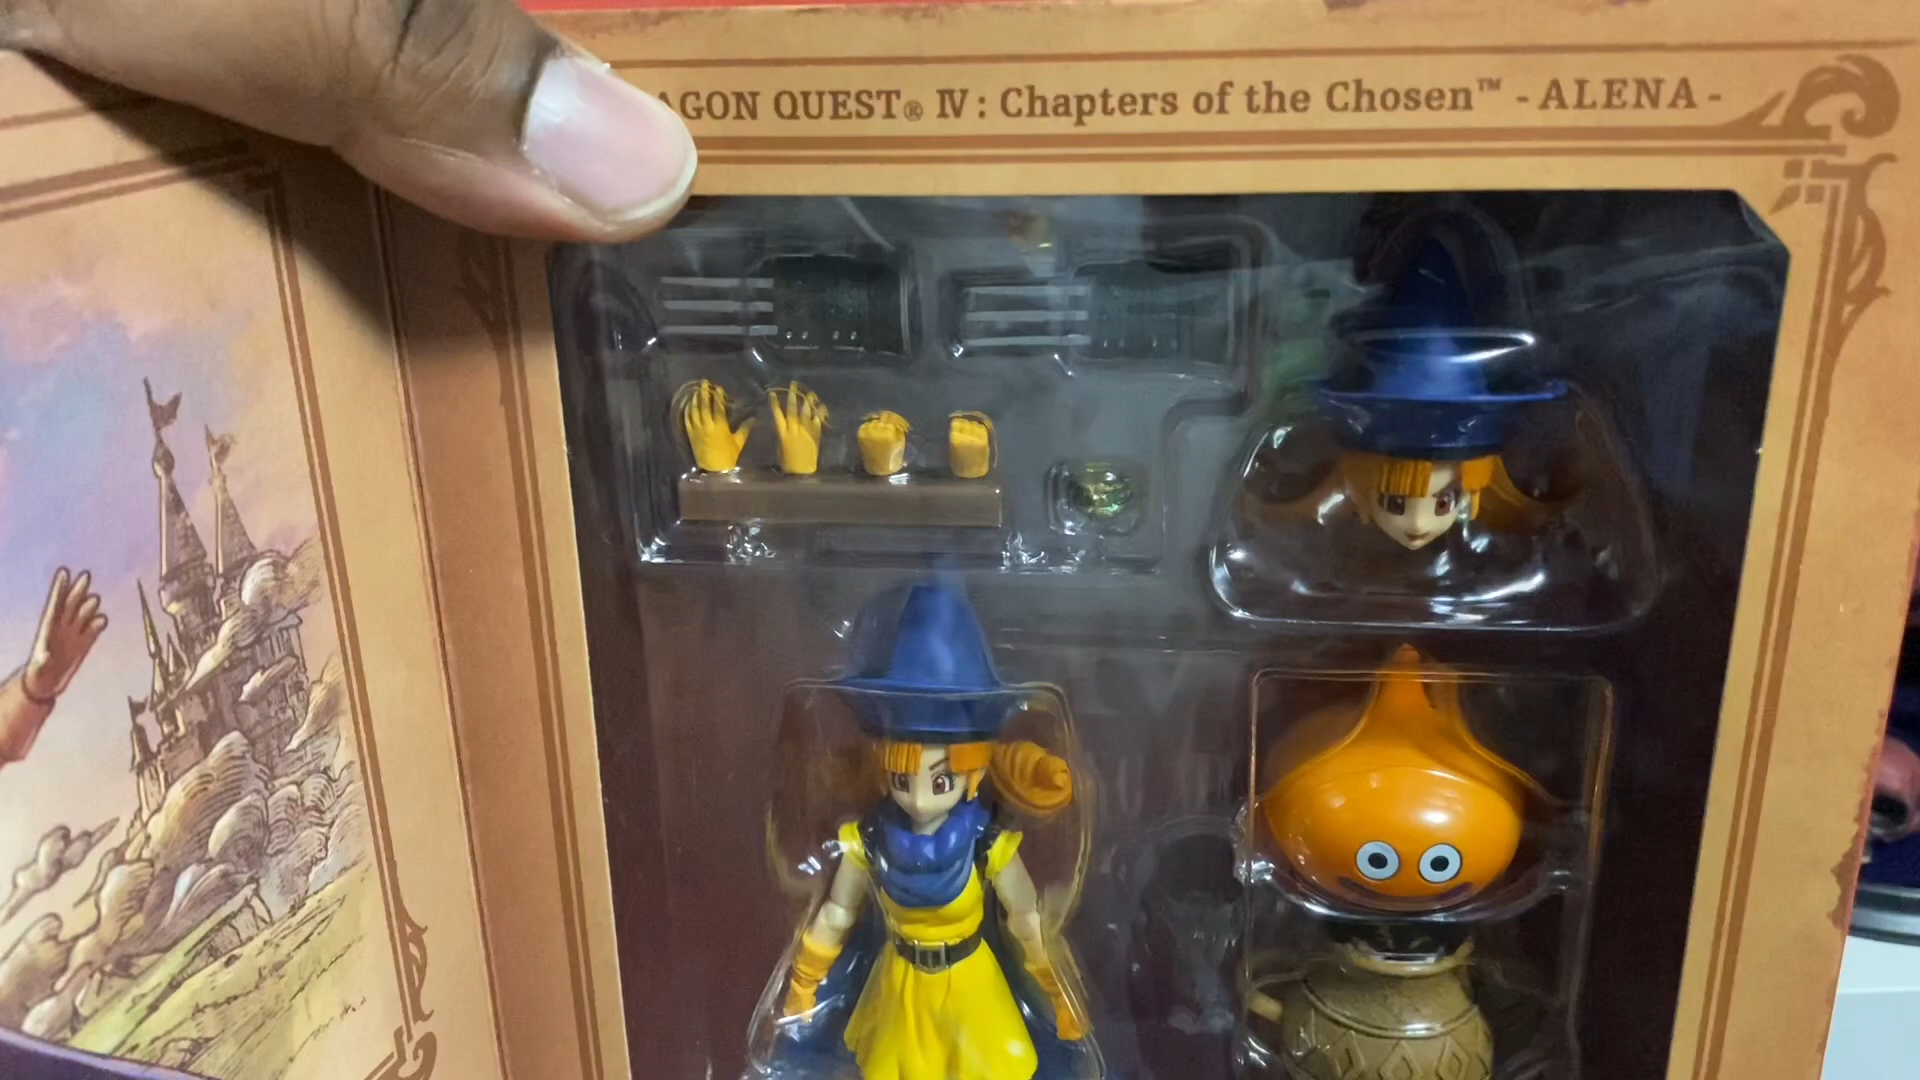 AGON QUEST® IV: Chapters of the Chosen™ -ALENA-